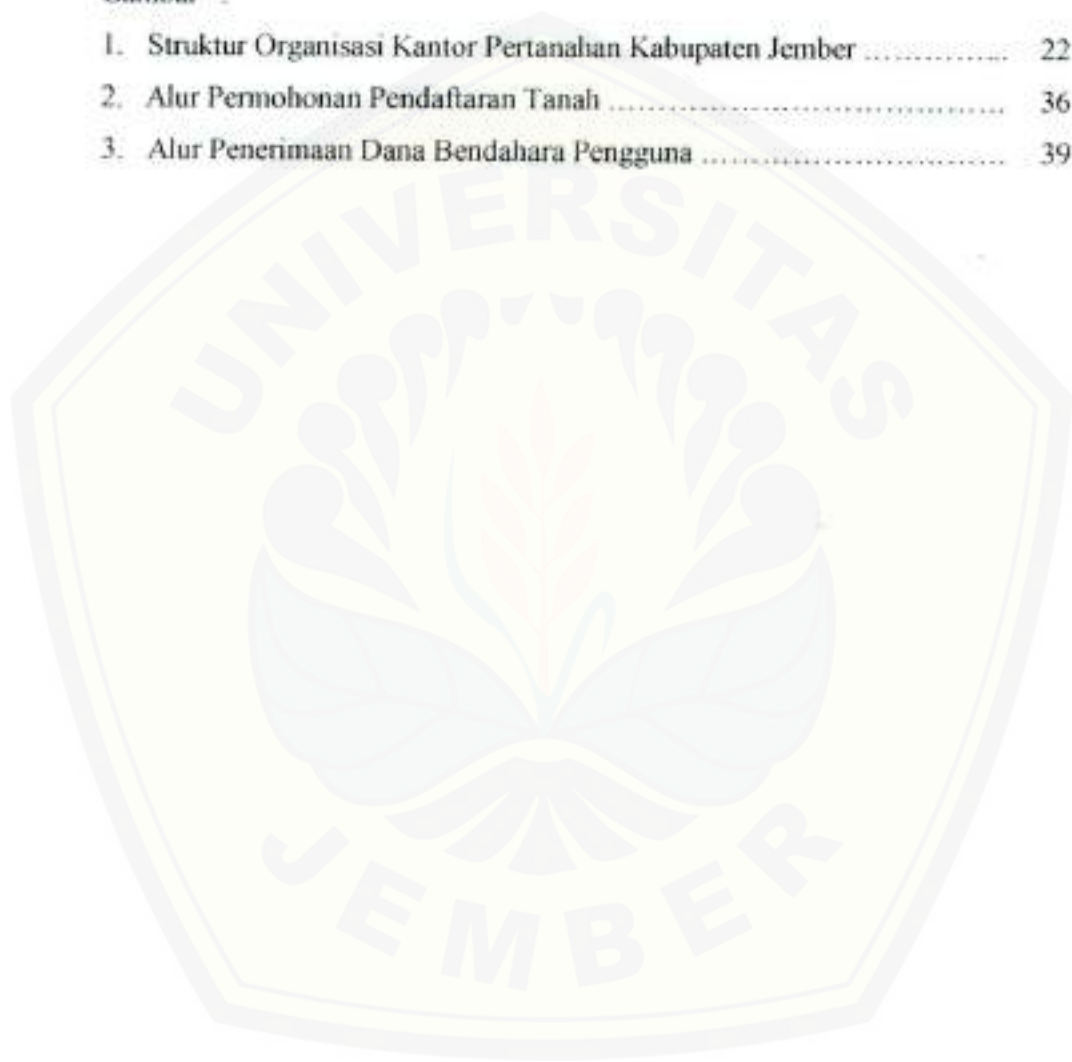 1. Struktur Organisasi Kantor Pertanahan Kabupaten Jember ............... 22
2. Alur Permohonan Pendaftaran Tanah ............................................ 36
3. Alur Penerimaan Dana Bendahara Pengguna ................................. 39
UNIVERSITAS
JEMBER